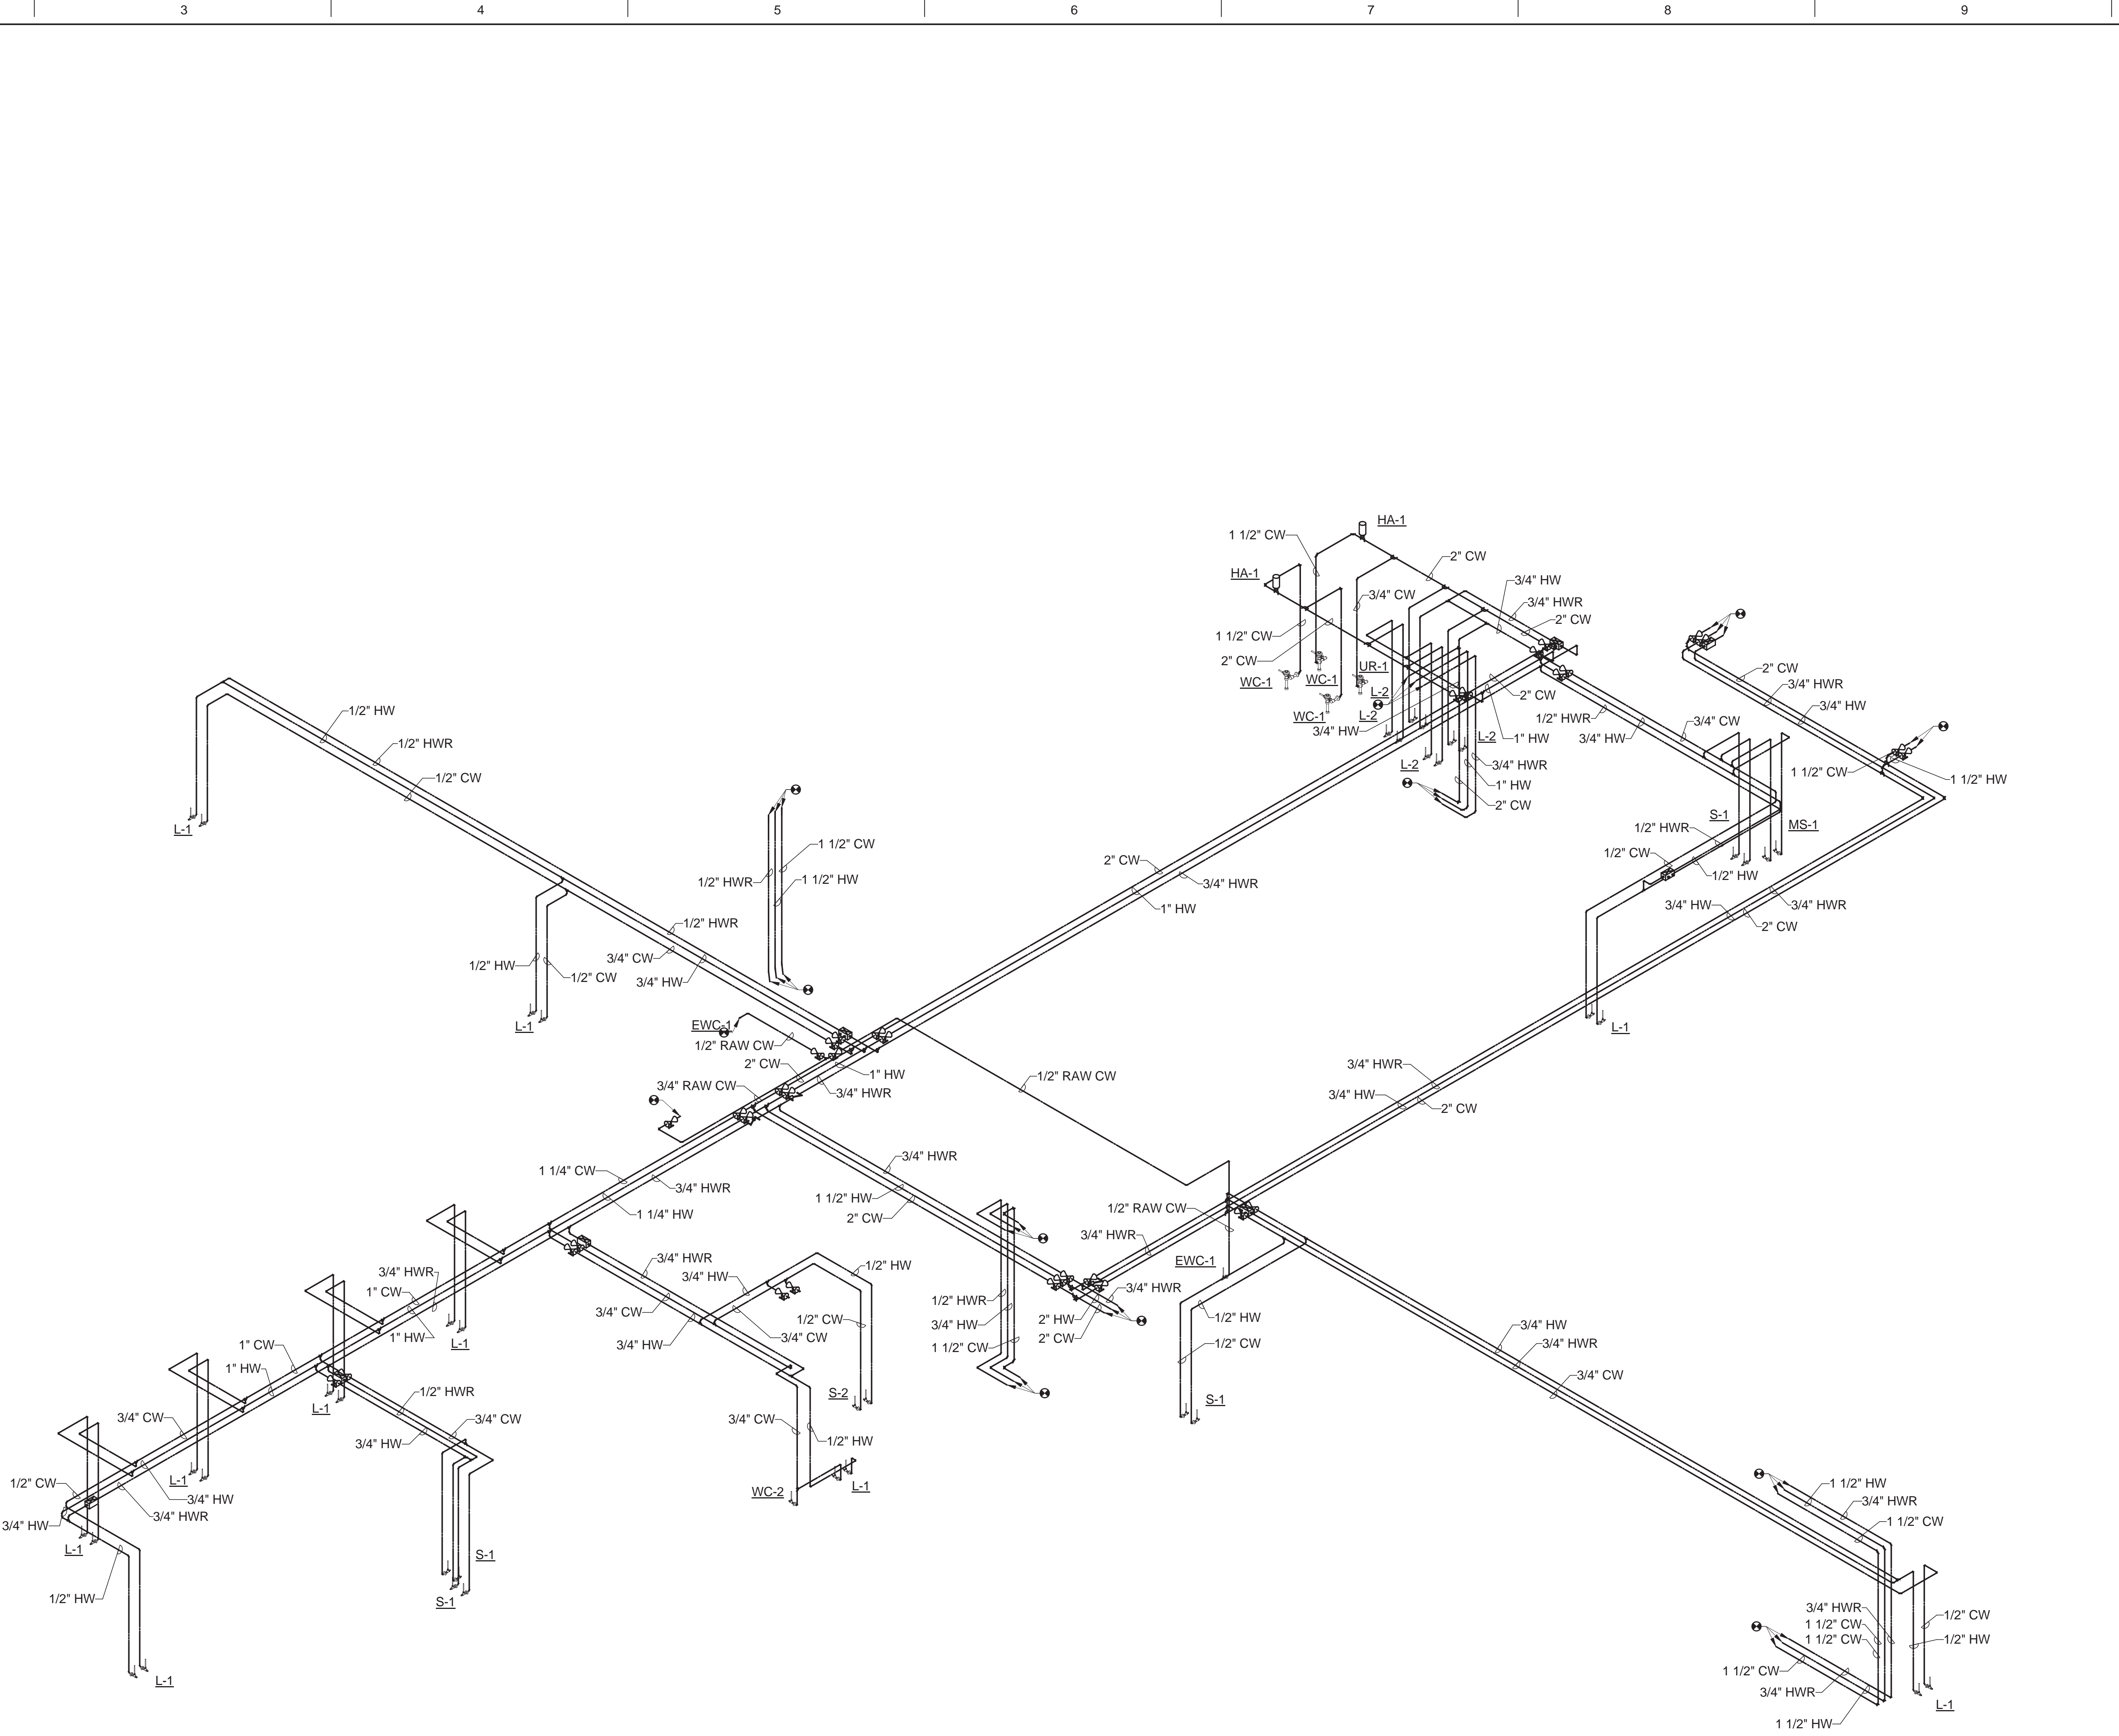 3 4 5 6 7 8 9
HA-1
1 1/2" CW
2" CW
HA-1
3/4" HW
3/4" CW
3/4" HWR
2" CW
1 1/2" CW
2" CW
UR-1
WC-1
WC-1
2" CW
3/4" HWR
L-2
2" CW
3/4" HW
1/2" HW
WC-1
L-2
1/2" HWR
3/4" CW
3/4" HW
L-2
1" HW
3/4" HW
1/2" HWR
L-2
3/4" HWR
1 1/2" CW
1/2" CW
1" HW
1 1/2" HW
2" CW
S-1
L-1
1/2" HWR
MS-1
1 1/2" CW
1/2" CW
2" CW
1/2" HWR
1 1/2" HW
3/4" HWR
1/2" HW
1" HW
3/4" HW
3/4" HWR
1/2" HWR
2" CW
3/4" CW
1/2" HW
1/2" CW
3/4" HW
EWC-1
L-1
L-1
1/2" RAW CW
2" CW
3/4" HWR
1" HW
1/2" RAW CW
3/4" RAW CW
3/4" HWR
3/4" HW
2" CW
3/4" HWR
1 1/4" CW
3/4" HWR
1 1/2" HW
1/2" RAW CW
1 1/4" HW
2" CW
3/4" HWR
3/4" HWR
EWC-1
1/2" HW
3/4" HWR
3/4" HW
3/4" HWR
1" CW
1/2" HWR
3/4" CW
1/2" CW
2" HW
1/2" HW
3/4" HW
3/4" HW
1" HW
3/4" CW
2" CW
L-1
3/4" HW
1/2" CW
1" CW
1 1/2" CW
3/4" HWR
1" HW
3/4" CW
1/2" HWR
S-2
S-1
L-1
3/4" CW
3/4" CW
3/4" CW
3/4" HW
1/2" HW
L-1
1 1/2" HW
1/2" CW
L-1
WC-2
3/4" HW
3/4" HWR
3/4" HWR
1 1/2" CW
3/4" HW
L-1
S-1
1/2" HW
S-1
3/4" HWR
1/2" CW
1 1/2" CW
1 1/2" CW
1/2" HW
1 1/2" CW
L-1
3/4" HWR
L-1
1 1/2" HW